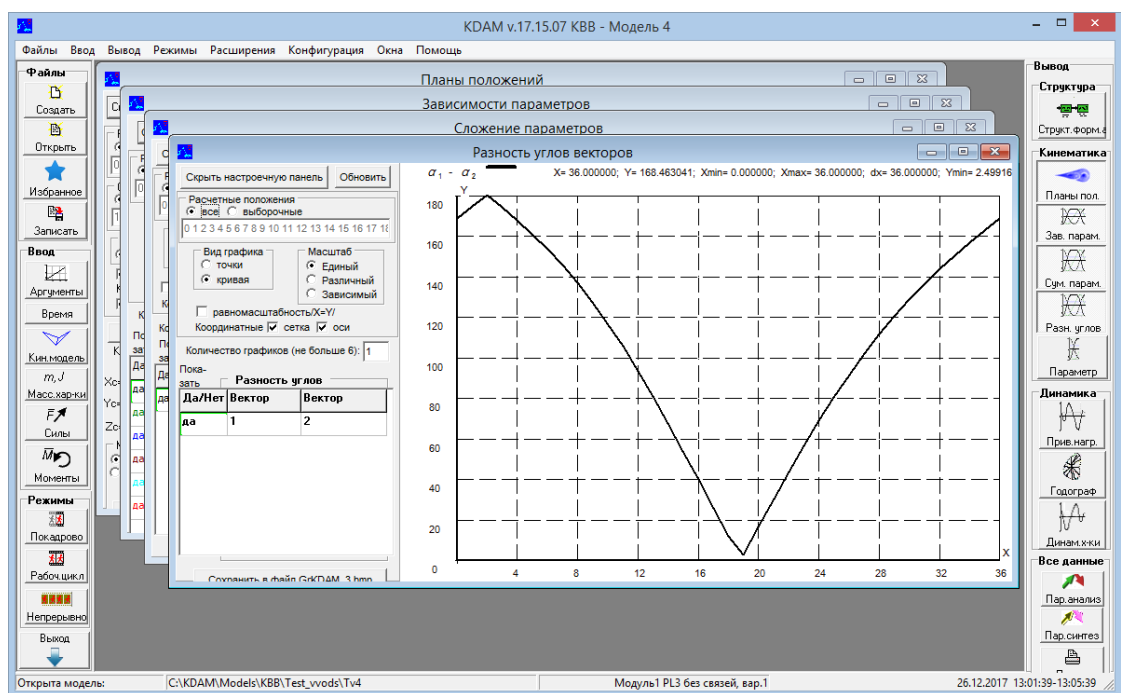 KDAM v.17.15.07 KBB - Модель 4
Файлы Ввод Вывод Режимы Расширения Конфигурация Окна Помощь
Файлы
Создать
Открыть
Избранное
Записать
Ввод
Аргументы
Время
Кин.модель
m, J
Масс.хар-ки
F
Силы
M
Моменты
Режимы
Покадрово
Рабоч.цикл
Непрерывно
Выход
Планы положений
Зависимости параметров
Сложение параметров
Разность углов векторов
Скрыть настроечную панель Обновить
Расчетные положения
все выборочные
0 1 2 3 4 5 6 7 8 9 10 11 12 13 14 15 16 17 18
Вид графика
точки
кривая
Масштаб
Единый
Различный
Зависимый
равномасштабность/X=Y/
Координатные сетка оси
Количество графиков (не больше 6): 1
Пока-
зать
Разность углов
Да/Нет Вектор Вектор
да 1 2
Сохранить в файл GrKDAM_3.bmp
α1 - α2
X= 36.000000; Y= 168.463041; Xmin= 0.000000; Xmax= 36.000000; dx= 36.000000; Ymin= 2.49916
Y
180
160
140
120
100
80
60
40
20
0
4 8 12 16 20 24 28 32 36
X
Xc=
Yc=
Zc=
да
да
да
да
да
да
Вывод
Структура
Структ.форм.а
Кинематика
Планы пол.
Зав. парам.
Сум. парам.
Разн. углов
Параметр
Динамика
Прив.нагр.
Годограф
Динам.х-ки
Все данные
Пар.анализ
Пар.синтез
Открыта модель: C:\KDAM\Models\KBB\Test_vvods\Tv4 Модуль1 PL3 без связей, вар.1 26.12.2017 13:01:39-13:05:39